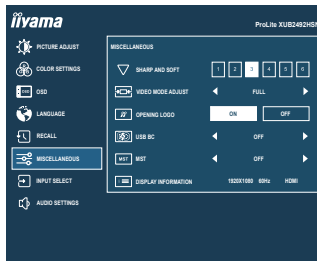 iiyama
ProLite XUB2492HSN
PICTURE ADJUST
COLOR SETTINGS
OSD
LANGUAGE
RECALL
MISCELLANEOUS
INPUT SELECT
AUDIO SETTINGS
MISCELLANEOUS
SHARP AND SOFT 1 2 3 4 5 6
VIDEO MODE ADJUST FULL
OPENING LOGO ON OFF
USB BC OFF
MST MST OFF
DISPLAY INFORMATION 1920X1080 60Hz HDMI